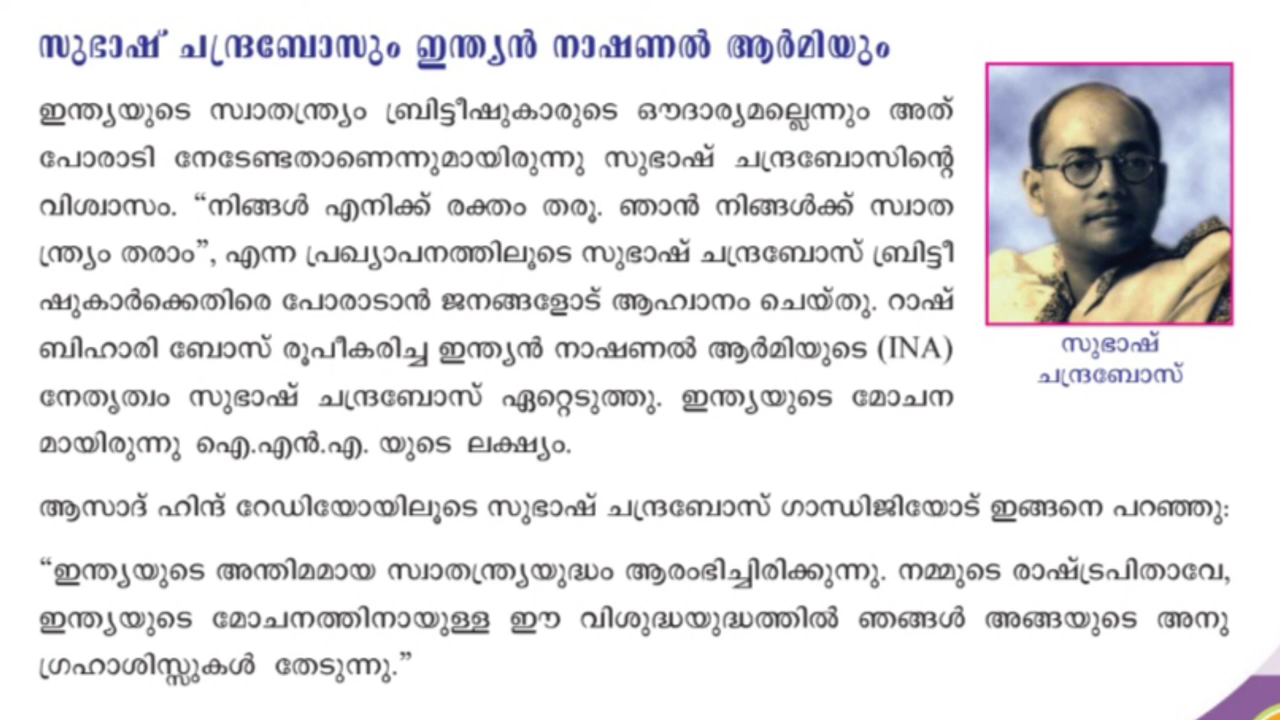 സുഭാഷ് ചന്ദ്രബോസും ഇന്ത്യൻ നാഷണൽ ആർമിയും
ഇന്ത്യയുടെ സ്വാതന്ത്ര്യം ബ്രിട്ടീഷുകാരുടെ ഔദാര്യമല്ലെന്നും അത്
പോരാടി നേടേണ്ടതാണെന്നുമായിരുന്നു സുഭാഷ് ചന്ദ്രബോസിന്റെ
വിശ്വാസം. “നിങ്ങൾ എനിക്ക് രക്തം തരൂ. ഞാൻ നിങ്ങൾക്ക് സ്വാത
ന്ത്ര്യം തരാം”, എന്ന പ്രഖ്യാപനത്തിലൂടെ സുഭാഷ് ചന്ദ്രബോസ് ബ്രിട്ടീ
ഷുകാർക്കെതിരെ പോരാടാൻ ജനങ്ങളോട് ആഹ്വാനം ചെയ്തു. റാഷ്
ബിഹാരി ബോസ് രൂപീകരിച്ച ഇന്ത്യൻ നാഷണൽ ആർമിയുടെ (INA)
നേതൃത്വം സുഭാഷ് ചന്ദ്രബോസ് ഏറ്റെടുത്തു. ഇന്ത്യയുടെ മോചന
മായിരുന്നു ഐ.എൻ.എ. യുടെ ലക്ഷ്യം.
സുഭാഷ്
ചന്ദ്രബോസ്
ആസാദ് ഹിന്ദ് റേഡിയോയിലൂടെ സുഭാഷ് ചന്ദ്രബോസ് ഗാന്ധിജിയോട് ഇങ്ങനെ പറഞ്ഞു:
“ഇന്ത്യയുടെ അന്തിമമായ സ്വാതന്ത്ര്യയുദ്ധം ആരംഭിച്ചിരിക്കുന്നു. നമ്മുടെ രാഷ്ട്രപിതാവേ,
ഇന്ത്യയുടെ മോചനത്തിനായുള്ള ഈ വിശുദ്ധയുദ്ധത്തിൽ ഞങ്ങൾ അങ്ങയുടെ അനു
ഗ്രഹാശിസ്സുകൾ തേടുന്നു.”